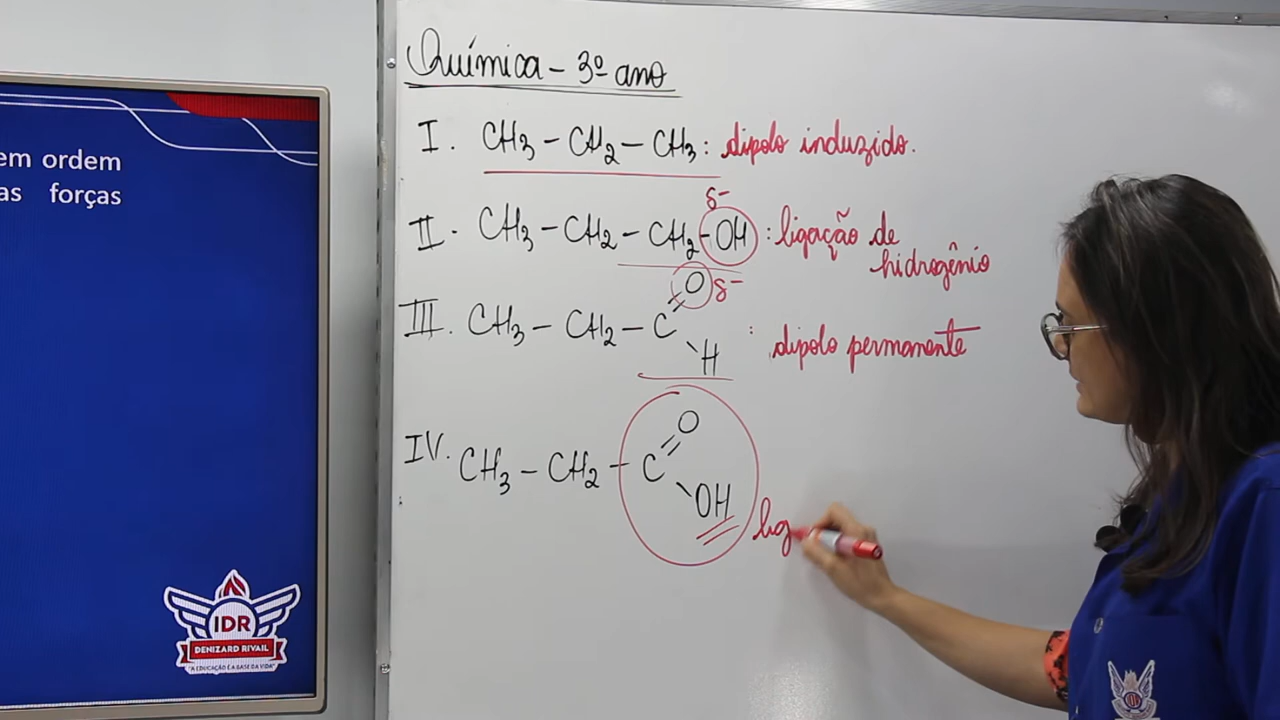 em ordem
as forças
IDR
DENIZARD RIVAIL
"A EDUCAÇÃO É A BASE DA VIDA"
Química - 3º ano
I. CH3 - CH2 - CH3 : dipolo induzido.
δ-
II. CH3 - CH2 - CH2 - OH : ligação de
hidrogênio
O δ-
III. CH3 - CH2 - C
H : dipolo permanente
O
IV. CH3 - CH2 - C
OH
lig